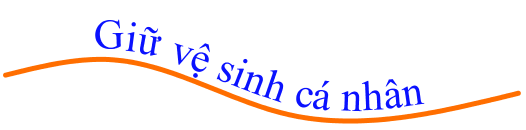 Giữ vệ sinh cá nhân